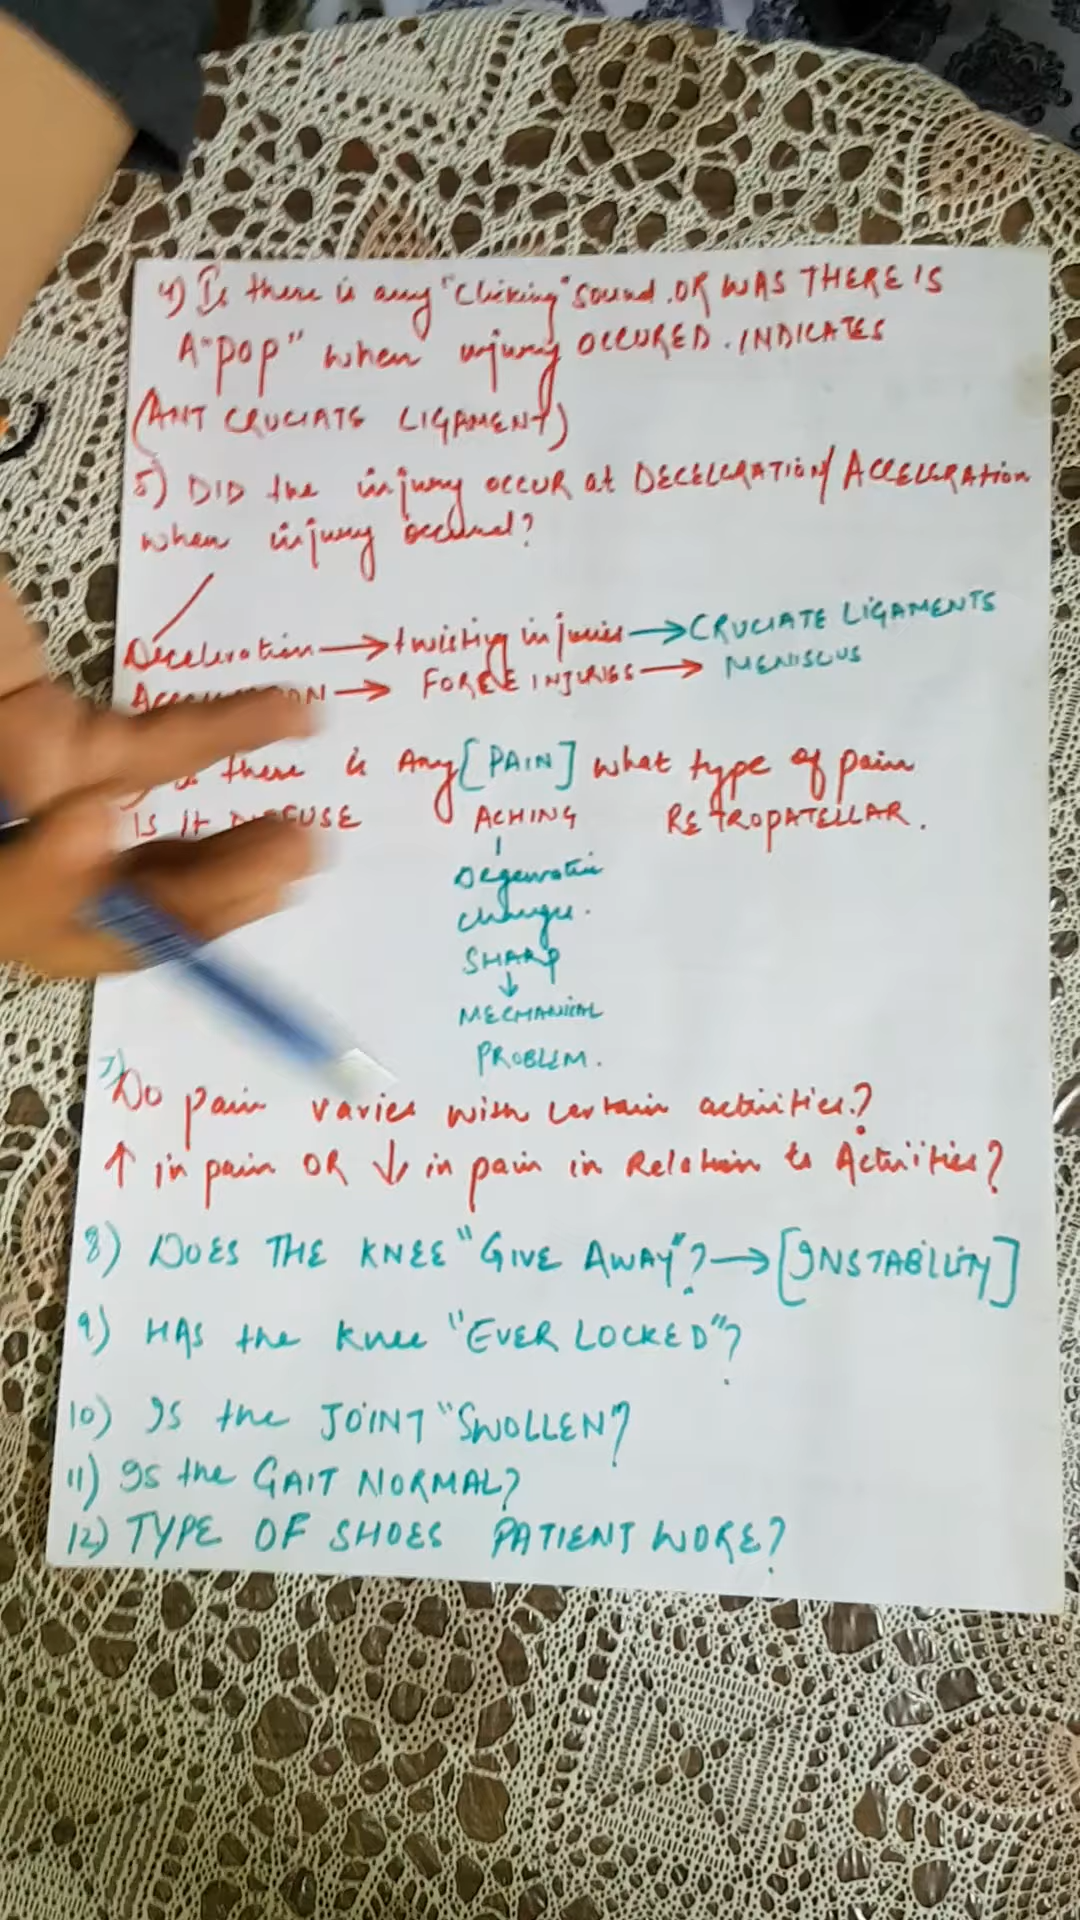 4) Is there is any "Clicking" sound. OR WAS THERE IS
A "POP" when injury OCCURED. INDICATES
(ANT CRUCIATE LIGAMENT)
5) DID the injury OCCUR at DECELERATION/ACCELERATION
when injury occured?
Deceleration → twisting injuries → CRUCIATE LIGAMENTS
→ FORCE INJURIES → MENISCUS
there is Any [PAIN] what type of pain
IS it ACHING RETROPATELLAR.
Degenerative
change.
SHARP
↓
MECHANICAL
PROBLEM.
7) Do pain varies with certain activities?
↑ in pain OR ↓ in pain in Relation to Activities?
8) DOES THE KNEE "GIVE AWAY"? → [INSTABILITY]
9) HAS the knee "EVER LOCKED"?
10) IS the JOINT "SWOLLEN?
11) Is the GAIT NORMAL?
12) TYPE OF SHOES PATIENT WORE?